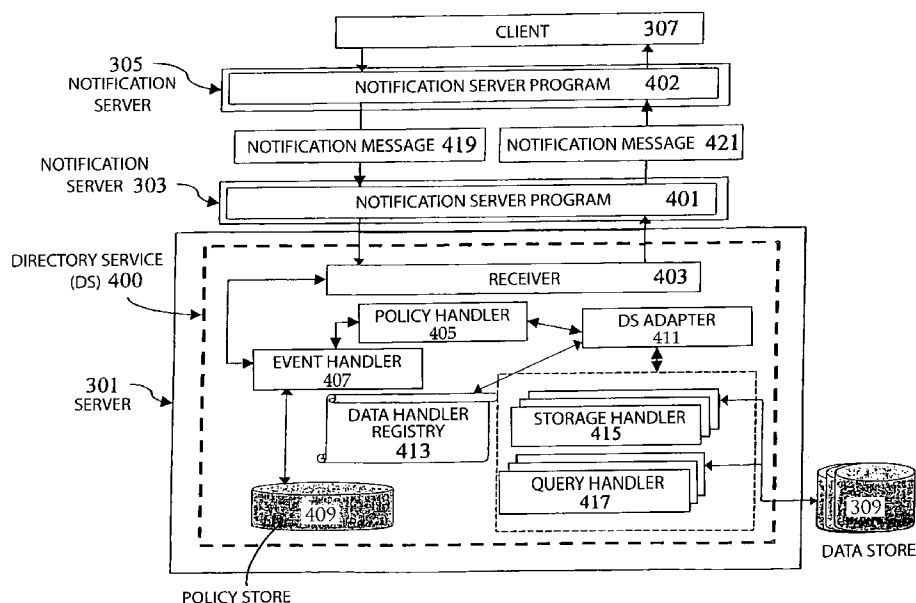 CLIENT 307
305
NOTIFICATION
SERVER
NOTIFICATION SERVER PROGRAM 402
NOTIFICATION MESSAGE 419
NOTIFICATION MESSAGE 421
NOTIFICATION
SERVER 303
NOTIFICATION SERVER PROGRAM 401
DIRECTORY SERVICE
(DS) 400
RECEIVER 403
POLICY HANDLER
405
DS ADAPTER
411
EVENT HANDLER
407
301 SERVER
DATA HANDLER
REGISTRY
413
STORAGE HANDLER
415
QUERY HANDLER
417
409
309
DATA STORE
POLICY STORE